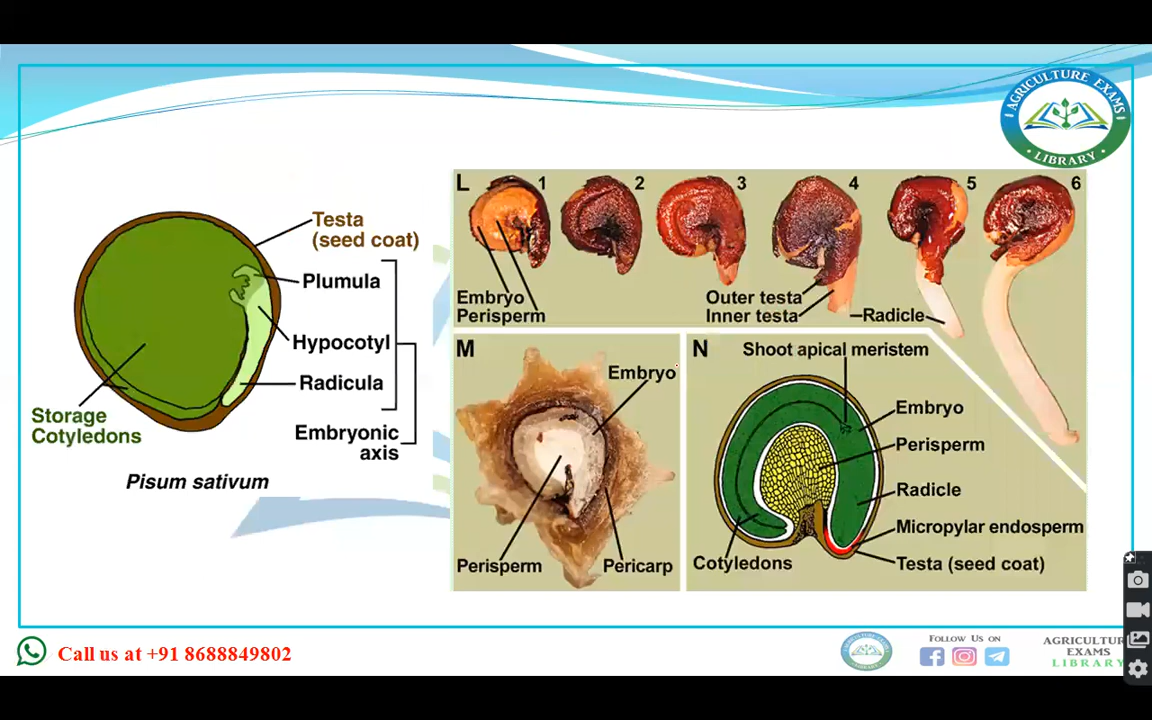 AGRICULTURE EXAMS
LIBRARY
Testa
(seed coat)
Plumula
Hypocotyl
Radicula
Embryonic
axis
Storage
Cotyledons
Pisum sativum
L
1
2
3
4
5
6
Embryo
Perisperm
Outer testa
Inner testa
Radicle
M
Embryo
Perisperm
Pericarp
N
Shoot apical meristem
Embryo
Perisperm
Radicle
Micropylar endosperm
Testa (seed coat)
Cotyledons
Call us at +91 8688849802
Follow Us on
AGRICULTUR
EXAMS
LIBRARY